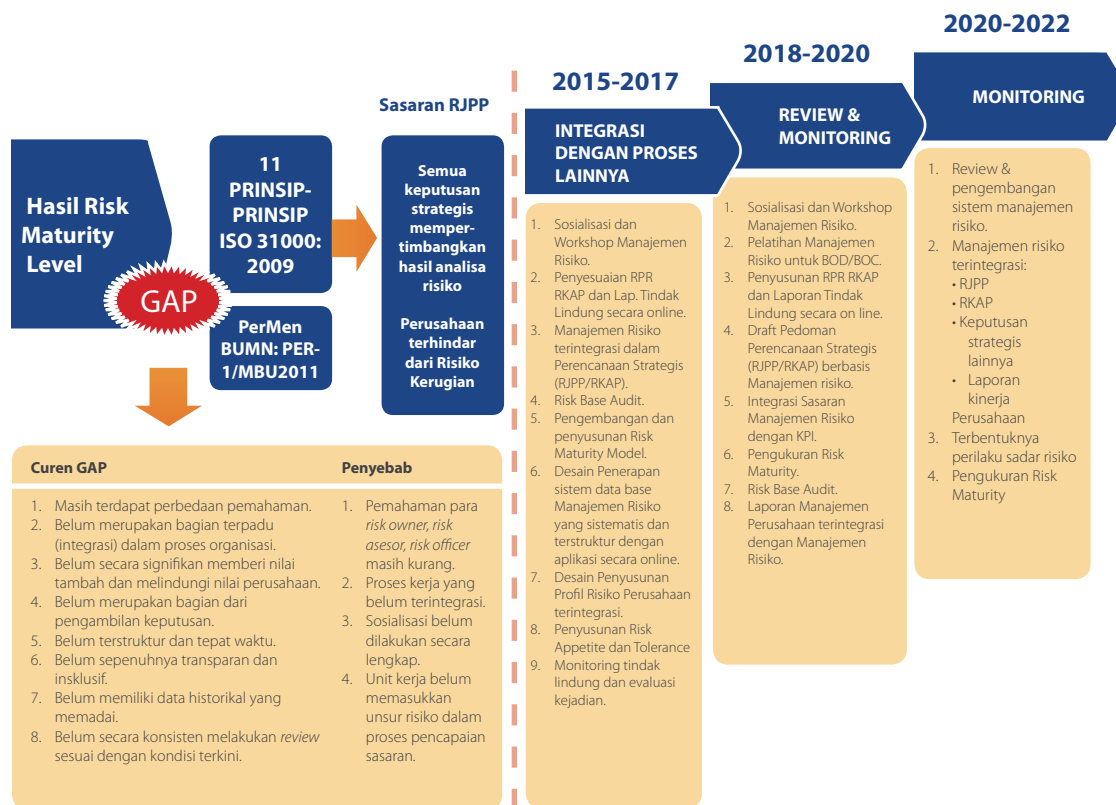 Hasil Risk
Maturity
Level
GAP
11
PRINSIP-
PRINSIP
ISO 31000:
2009
PerMen
BUMN: PER-
1/MBU2011
Sasaran RJPP
Semua
keputusan
strategis
memper-
timbangkan
hasil analisa
risiko
Perusahaan
terhindar
dari Risiko
Kerugian
Curen GAP
1. Masih terdapat perbedaan pemahaman.
2. Belum merupakan bagian terpadu
(integrasi) dalam proses organisasi.
3. Belum secara signifikan memberi nilai
tambah dan melindungi nilai perusahaan.
4. Belum merupakan bagian dari
pengambilan keputusan.
5. Belum terstruktur dan tepat waktu.
6. Belum sepenuhnya transparan dan
insklusif.
7. Belum memiliki data historikal yang
memadai.
8. Belum secara konsisten melakukan review
sesuai dengan kondisi terkini.
Penyebab
1. Pemahaman para
risk owner, risk
asesor, risk officer
masih kurang.
2. Proses kerja yang
belum terintegrasi.
3. Sosialisasi belum
dilakukan secara
lengkap.
4. Unit kerja belum
memasukkan
unsur risiko dalam
proses pencapaian
sasaran.
2015-2017
INTEGRASI
DENGAN PROSES
LAINNYA
1. Sosialisasi dan
Workshop Manajemen
Risiko.
2. Penyesuaian RPR
RKAP dan Lap. Tindak
Lindung secara online.
3. Manajemen Risiko
terintegrasi dalam
Perencanaan Strategis
(RJPP/RKAP).
4. Risk Base Audit.
5. Pengembangan dan
penyusunan Risk
Maturity Model.
6. Desain Penerapan
sistem data base
Manajemen Risiko
yang sistematis dan
terstruktur dengan
aplikasi secara online.
7. Desain Penyusunan
Profil Risiko Perusahaan
terintegrasi.
8. Penyusunan Risk
Appetite dan Tolerance
9. Monitoring tindak
lindung dan evaluasi
kejadian.
2018-2020
REVIEW &
MONITORING
1. Sosialisasi dan Workshop
Manajemen Risiko.
2. Pelatihan Manajemen
Risiko untuk BOD/BOC.
3. Penyusunan RPR RKAP
dan Laporan Tindak
Lindung secara on line.
4. Draft Pedoman
Perencanaan Strategis
(RJPP/RKAP) berbasis
Manajemen risiko.
5. Integrasi Sasaran
Manajemen Risiko
dengan KPI.
6. Pengukuran Risk
Maturity.
7. Risk Base Audit.
8. Laporan Manajemen
Perusahaan terintegrasi
dengan Manajemen
Risiko.
2020-2022
MONITORING
1. Review &
pengembangan
sistem manajemen
risiko.
2. Manajemen risiko
terintegrasi:
• RJPP
• RKAP
• Keputusan
strategis
lainnya
• Laporan
kinerja
Perusahaan
3. Terbentuknya
perilaku sadar risiko
4. Pengukuran Risk
Maturity